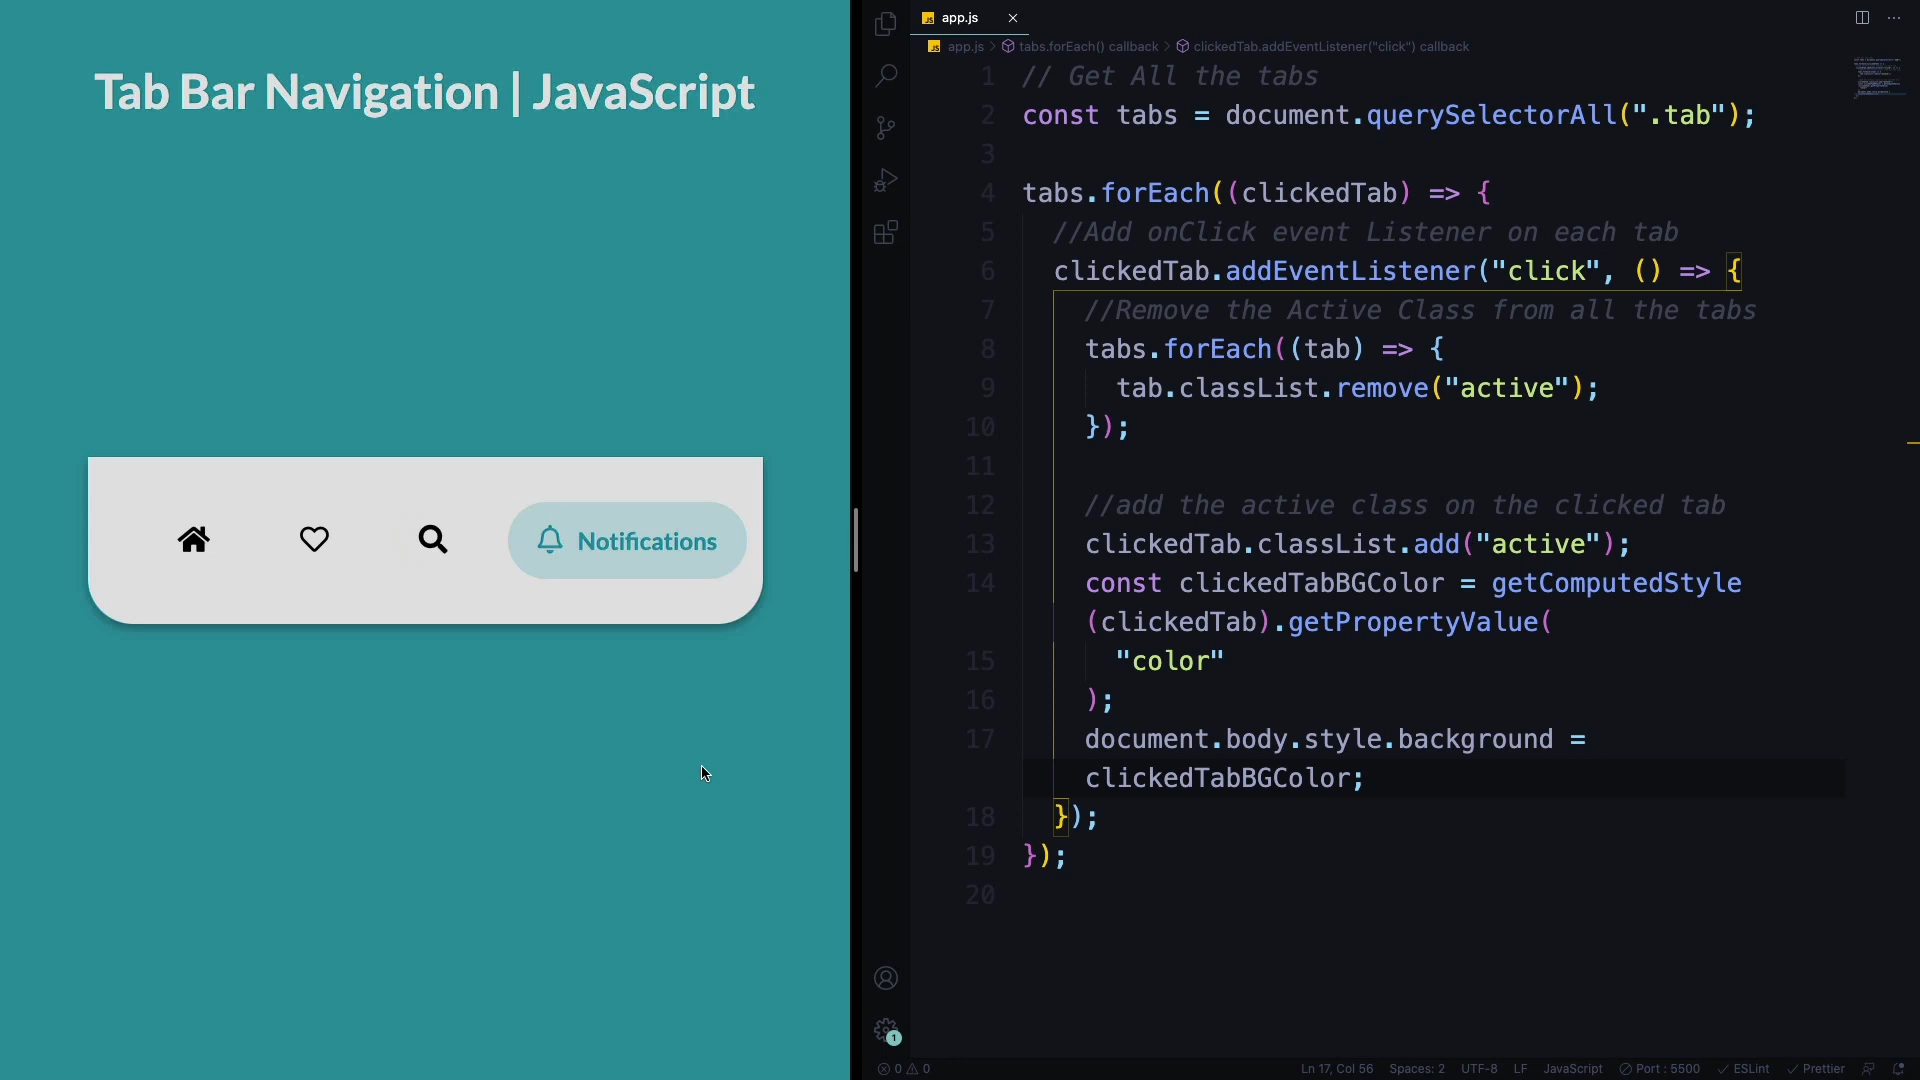 Tab Bar Navigation | JavaScript
Notifications
app.js
app.js > tabs.forEach() callback > clickedTab.addEventListener("click") callback
1 // Get All the tabs
2 const tabs = document.querySelectorAll(".tab");
3
4 tabs.forEach((clickedTab) => {
5 //Add onClick event Listener on each tab
6 clickedTab.addEventListener("click", () => {
7 //Remove the Active Class from all the tabs
8 tabs.forEach((tab) => {
9 tab.classList.remove("active");
10 });
11
12 //add the active class on the clicked tab
13 clickedTab.classList.add("active");
14 const clickedTabBGColor = getComputedStyle
(clickedTab).getPropertyValue(
15 "color"
16 );
17 document.body.style.background =
clickedTabBGColor;
18 });
19 });
20
1
0 0 Ln 17, Col 56 Spaces: 2 UTF-8 LF JavaScript Port : 5500 ESLint Prettier